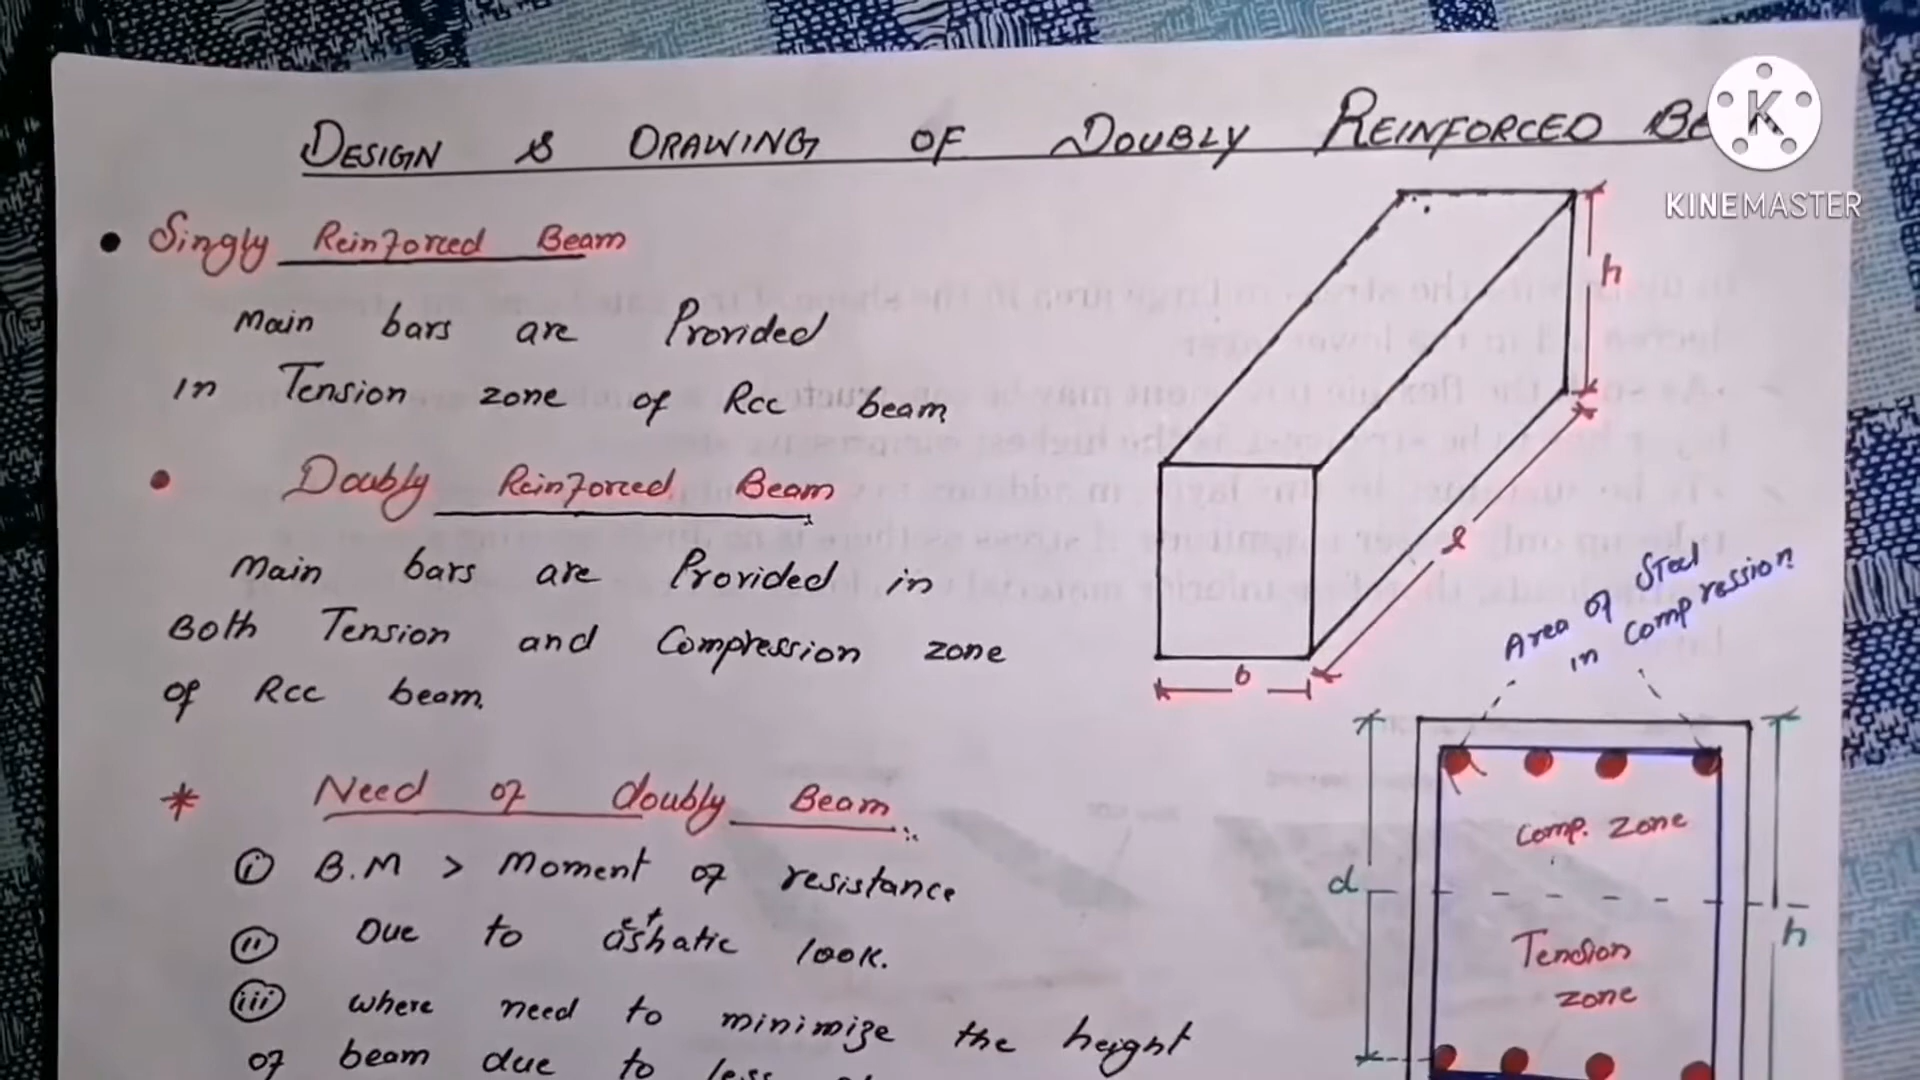 DESIGN & DRAWING OF DOUBLY REINFORCED BE
K
KINEMASTER
Singly Reinforced Beam
Main bars are Provided
In Tension zone of Rcc beam
Doubly Reinforced Beam
Main bars are Provided in
Both Tension and Compression zone
of Rcc beam.
* Need of doubly Beam
(i) B.M > Moment of resistance
(ii) Due to look.
(iii) where need to minimize the height
of beam due to less
h
l
b
Area of Steel
in Compression
Comp. zone
d
h
Tension
zone